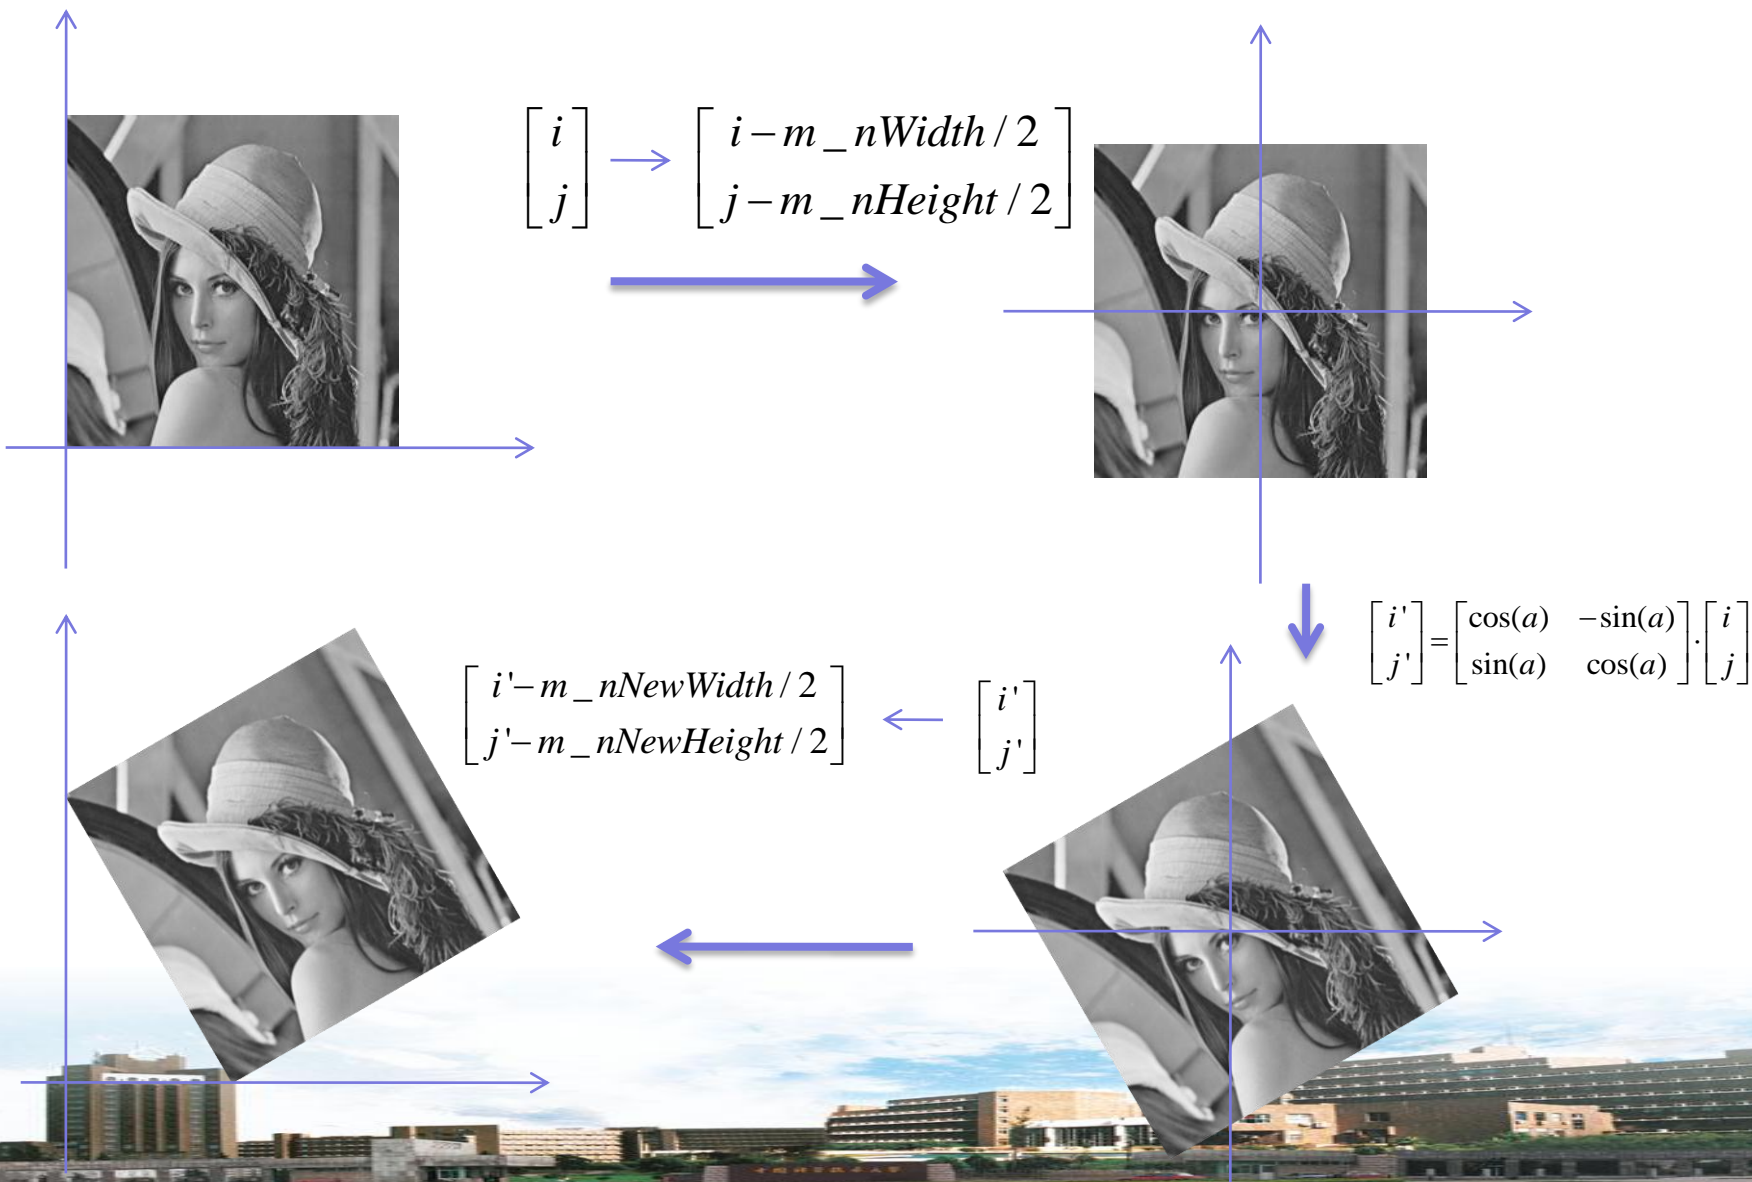 [i j] → [i − m_nWidth / 2 j − m_nHeight / 2]
[i' j'] = [cos(a) −sin(a) sin(a) cos(a)] · [i j]
[i'− m_nNewWidth / 2 j'− m_nNewHeight / 2] ← [i' j']